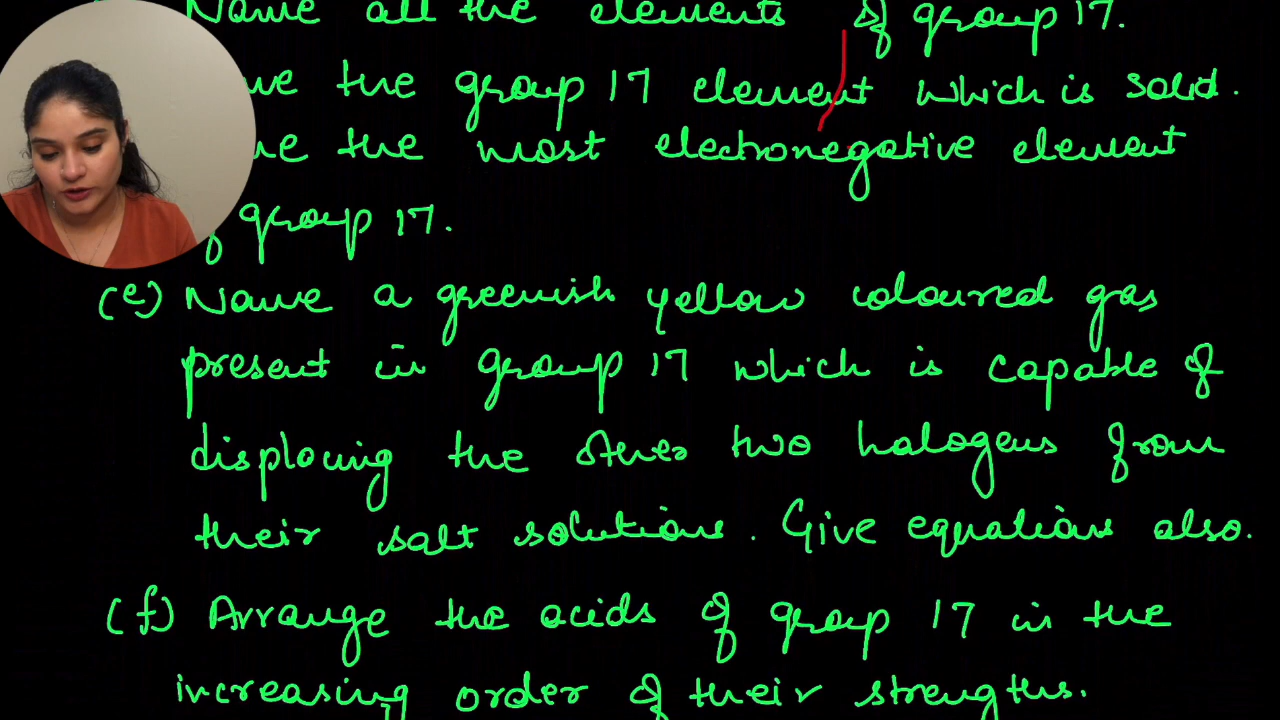 Name all the elements of group 17.
the group 17 element which is solid.
the most electronegative element
group 17.
(e) Name a greenish yellow coloured gas
present in group 17 which is capable of
displacing the other two halogens from
their salt solutions. Give equations also.
(f) Arrange the acids of group 17 in the
increasing order of their strengths.